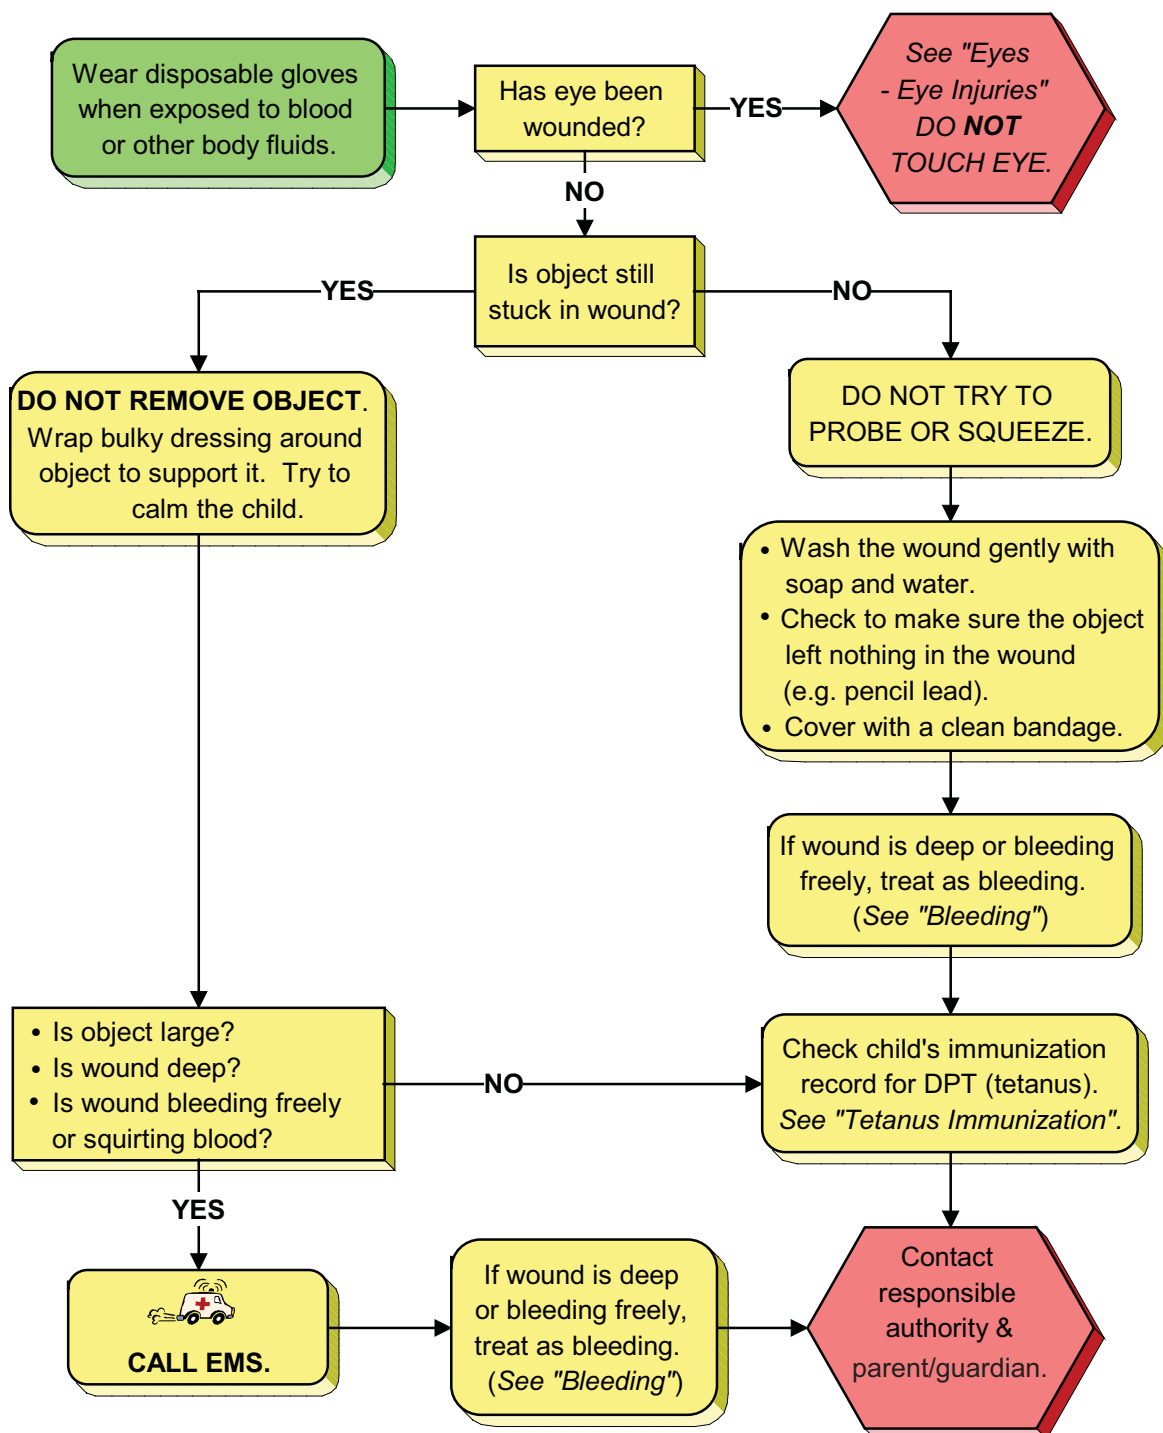 Wear disposable gloves
when exposed to blood
or other body fluids.
Has eye been
wounded?
YES
See "Eyes
- Eye Injuries"
DO NOT
TOUCH EYE.
NO
Is object still
stuck in wound?
YES
NO
DO NOT REMOVE OBJECT.
Wrap bulky dressing around
object to support it. Try to
calm the child.
DO NOT TRY TO
PROBE OR SQUEEZE.
• Wash the wound gently with
soap and water.
• Check to make sure the object
left nothing in the wound
(e.g. pencil lead).
• Cover with a clean bandage.
If wound is deep or bleeding
freely, treat as bleeding.
(See "Bleeding")
• Is object large?
• Is wound deep?
• Is wound bleeding freely
or squirting blood?
NO
Check child's immunization
record for DPT (tetanus).
See "Tetanus Immunization".
YES
CALL EMS.
If wound is deep
or bleeding freely,
treat as bleeding.
(See "Bleeding")
Contact
responsible
authority &
parent/guardian.